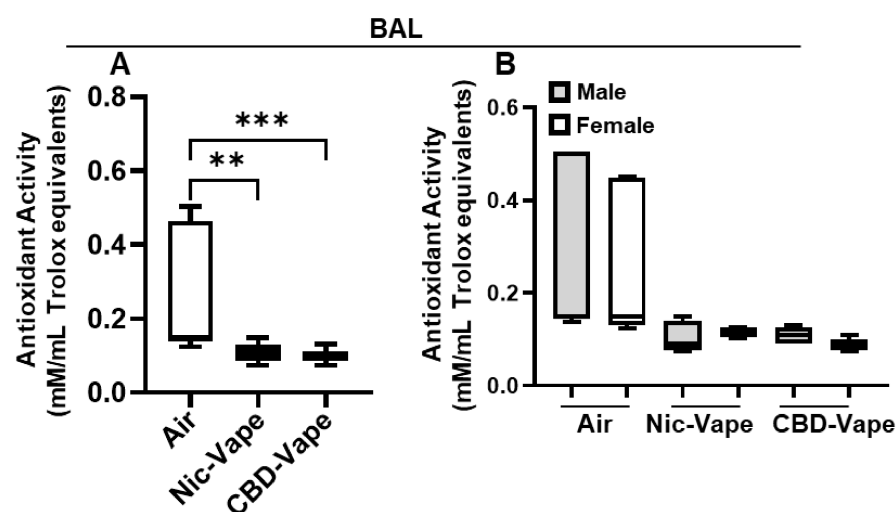 BAL
A
Antioxidant Activity
(mM/mL Trolox equivalents)
0.8
0.6
0.4
0.2
0.0
***
**
Air
Nic-Vape
CBD-Vape
B
Male
Female
Antioxidant Activity
(mM/mL Trolox equivalents)
0.6
0.4
0.2
0.0
Air
Nic-Vape
CBD-Vape